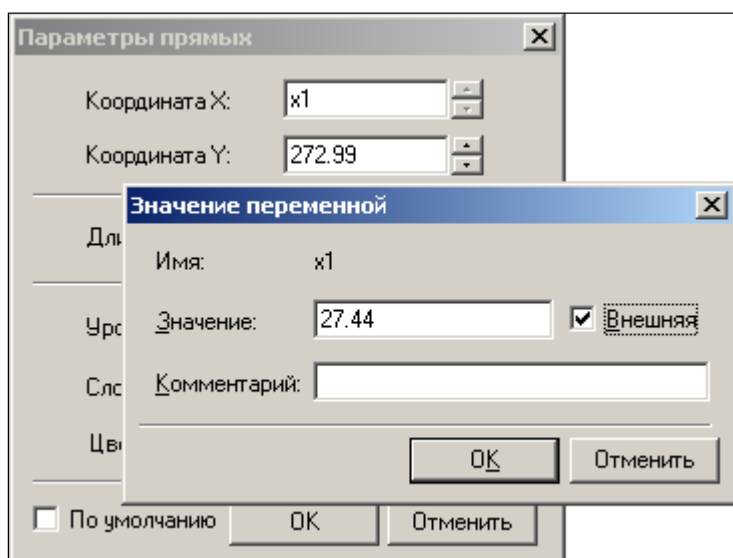 Параметры прямых
Координата X: x1
Координата Y: 272.99
Значение переменной
Имя: x1
Значение: 27.44 Внешняя
Комментарий:
OK Отменить
По умолчанию OK Отменить